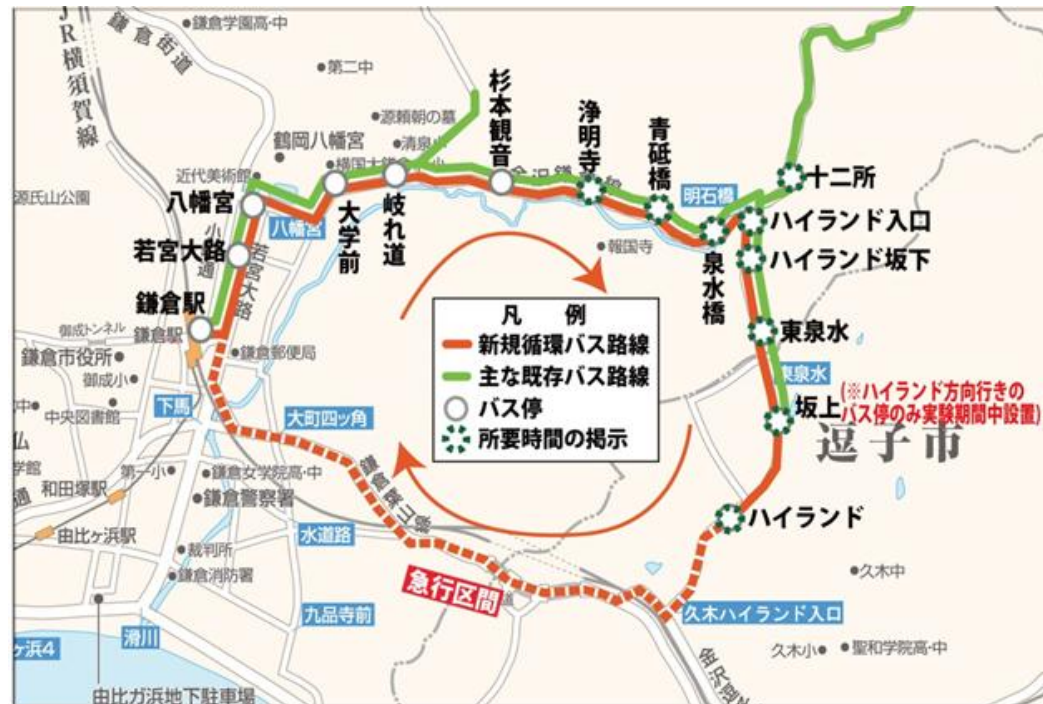 JR横須賀線
鎌倉街道
鎌倉学園高・中
第二中
源頼朝の墓
鶴岡八幡宮
清泉小
近代美術館
源氏山公園
八幡宮
八幡宮
大学前
岐れ道
杉本観音
浄明寺
青砥橋
明石橋
泉水橋
十二所
ハイランド入口
ハイランド坂下
報国寺
若宮大路
若宮大路
小
通
鎌倉駅
鎌倉駅
御成トンネル
鎌倉市役所
御成小
中央図書館
鎌倉郵便局
下馬
大町四ッ角
凡 例
新規循環バス路線
主な既存バス路線
バス停
所要時間の掲示
東泉水
東泉水
坂上
(※ハイランド方向行きの
バス停のみ実験期間中設置)
逗子市
ハイランド
第一小
鎌倉女学院高・中
和田塚駅
鎌倉警察署
由比ヶ浜駅
水道路
裁判所
鎌倉消防署
急行区間
九品寺前
久木ハイランド入口
久木中
久木小
聖和学院高・中
ヶ浜4
滑川
由比ガ浜地下駐車場